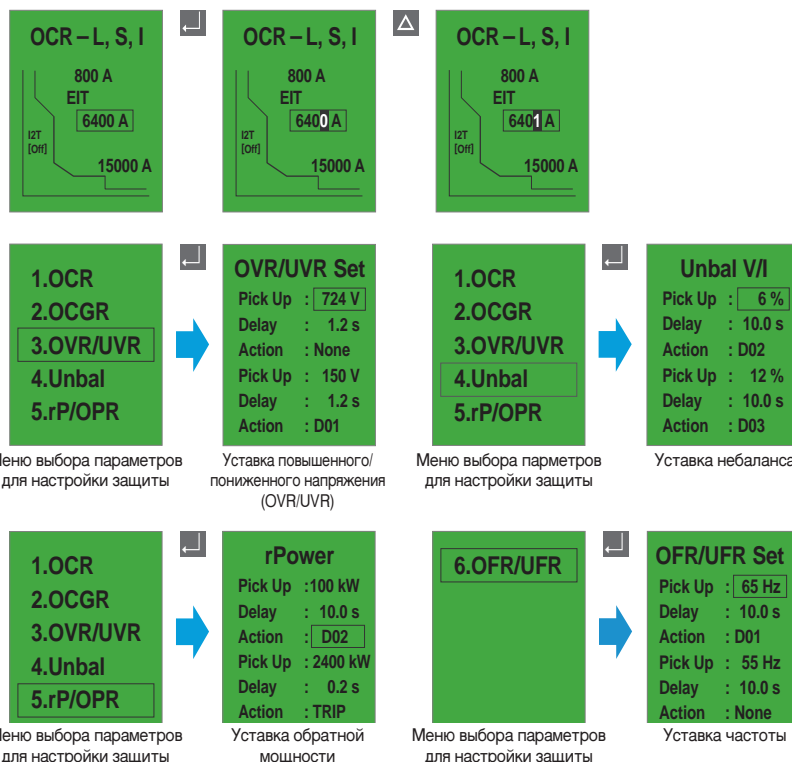 OCR – L, S, I
800 A
EIT
6400 A
I2T
[Off]
15000 A
OCR – L, S, I
800 A
EIT
6400 A
I2T
[Off]
15000 A
OCR – L, S, I
800 A
EIT
6401 A
I2T
[Off]
15000 A
1.OCR
2.OCGR
3.OVR/UVR
4.Unbal
5.rP/OPR
OVR/UVR Set
Pick Up : 724 V
Delay : 1.2 s
Action : None
Pick Up : 150 V
Delay : 1.2 s
Action : D01
1.OCR
2.OCGR
3.OVR/UVR
4.Unbal
5.rP/OPR
Unbal V/I
Pick Up : 6 %
Delay : 10.0 s
Action : D02
Pick Up : 12 %
Delay : 10.0 s
Action : D03
Меню выбора параметров
для настройки защиты
Уставка повышенного/
пониженного напряжения
(OVR/UVR)
Меню выбора парметров
для настройки защиты
Уставка небаланса
1.OCR
2.OCGR
3.OVR/UVR
4.Unbal
5.rP/OPR
rPower
Pick Up :100 kW
Delay : 10.0 s
Action : D02
Pick Up : 2400 kW
Delay : 0.2 s
Action : TRIP
6.OFR/UFR
OFR/UFR Set
Pick Up : 65 Hz
Delay : 10.0 s
Action : D01
Pick Up : 55 Hz
Delay : 10.0 s
Action : None
Меню выбора параметров
для настройки защиты
Уставка обратной
мощности
Меню выбора параметров
для настройки защиты
Уставка частоты